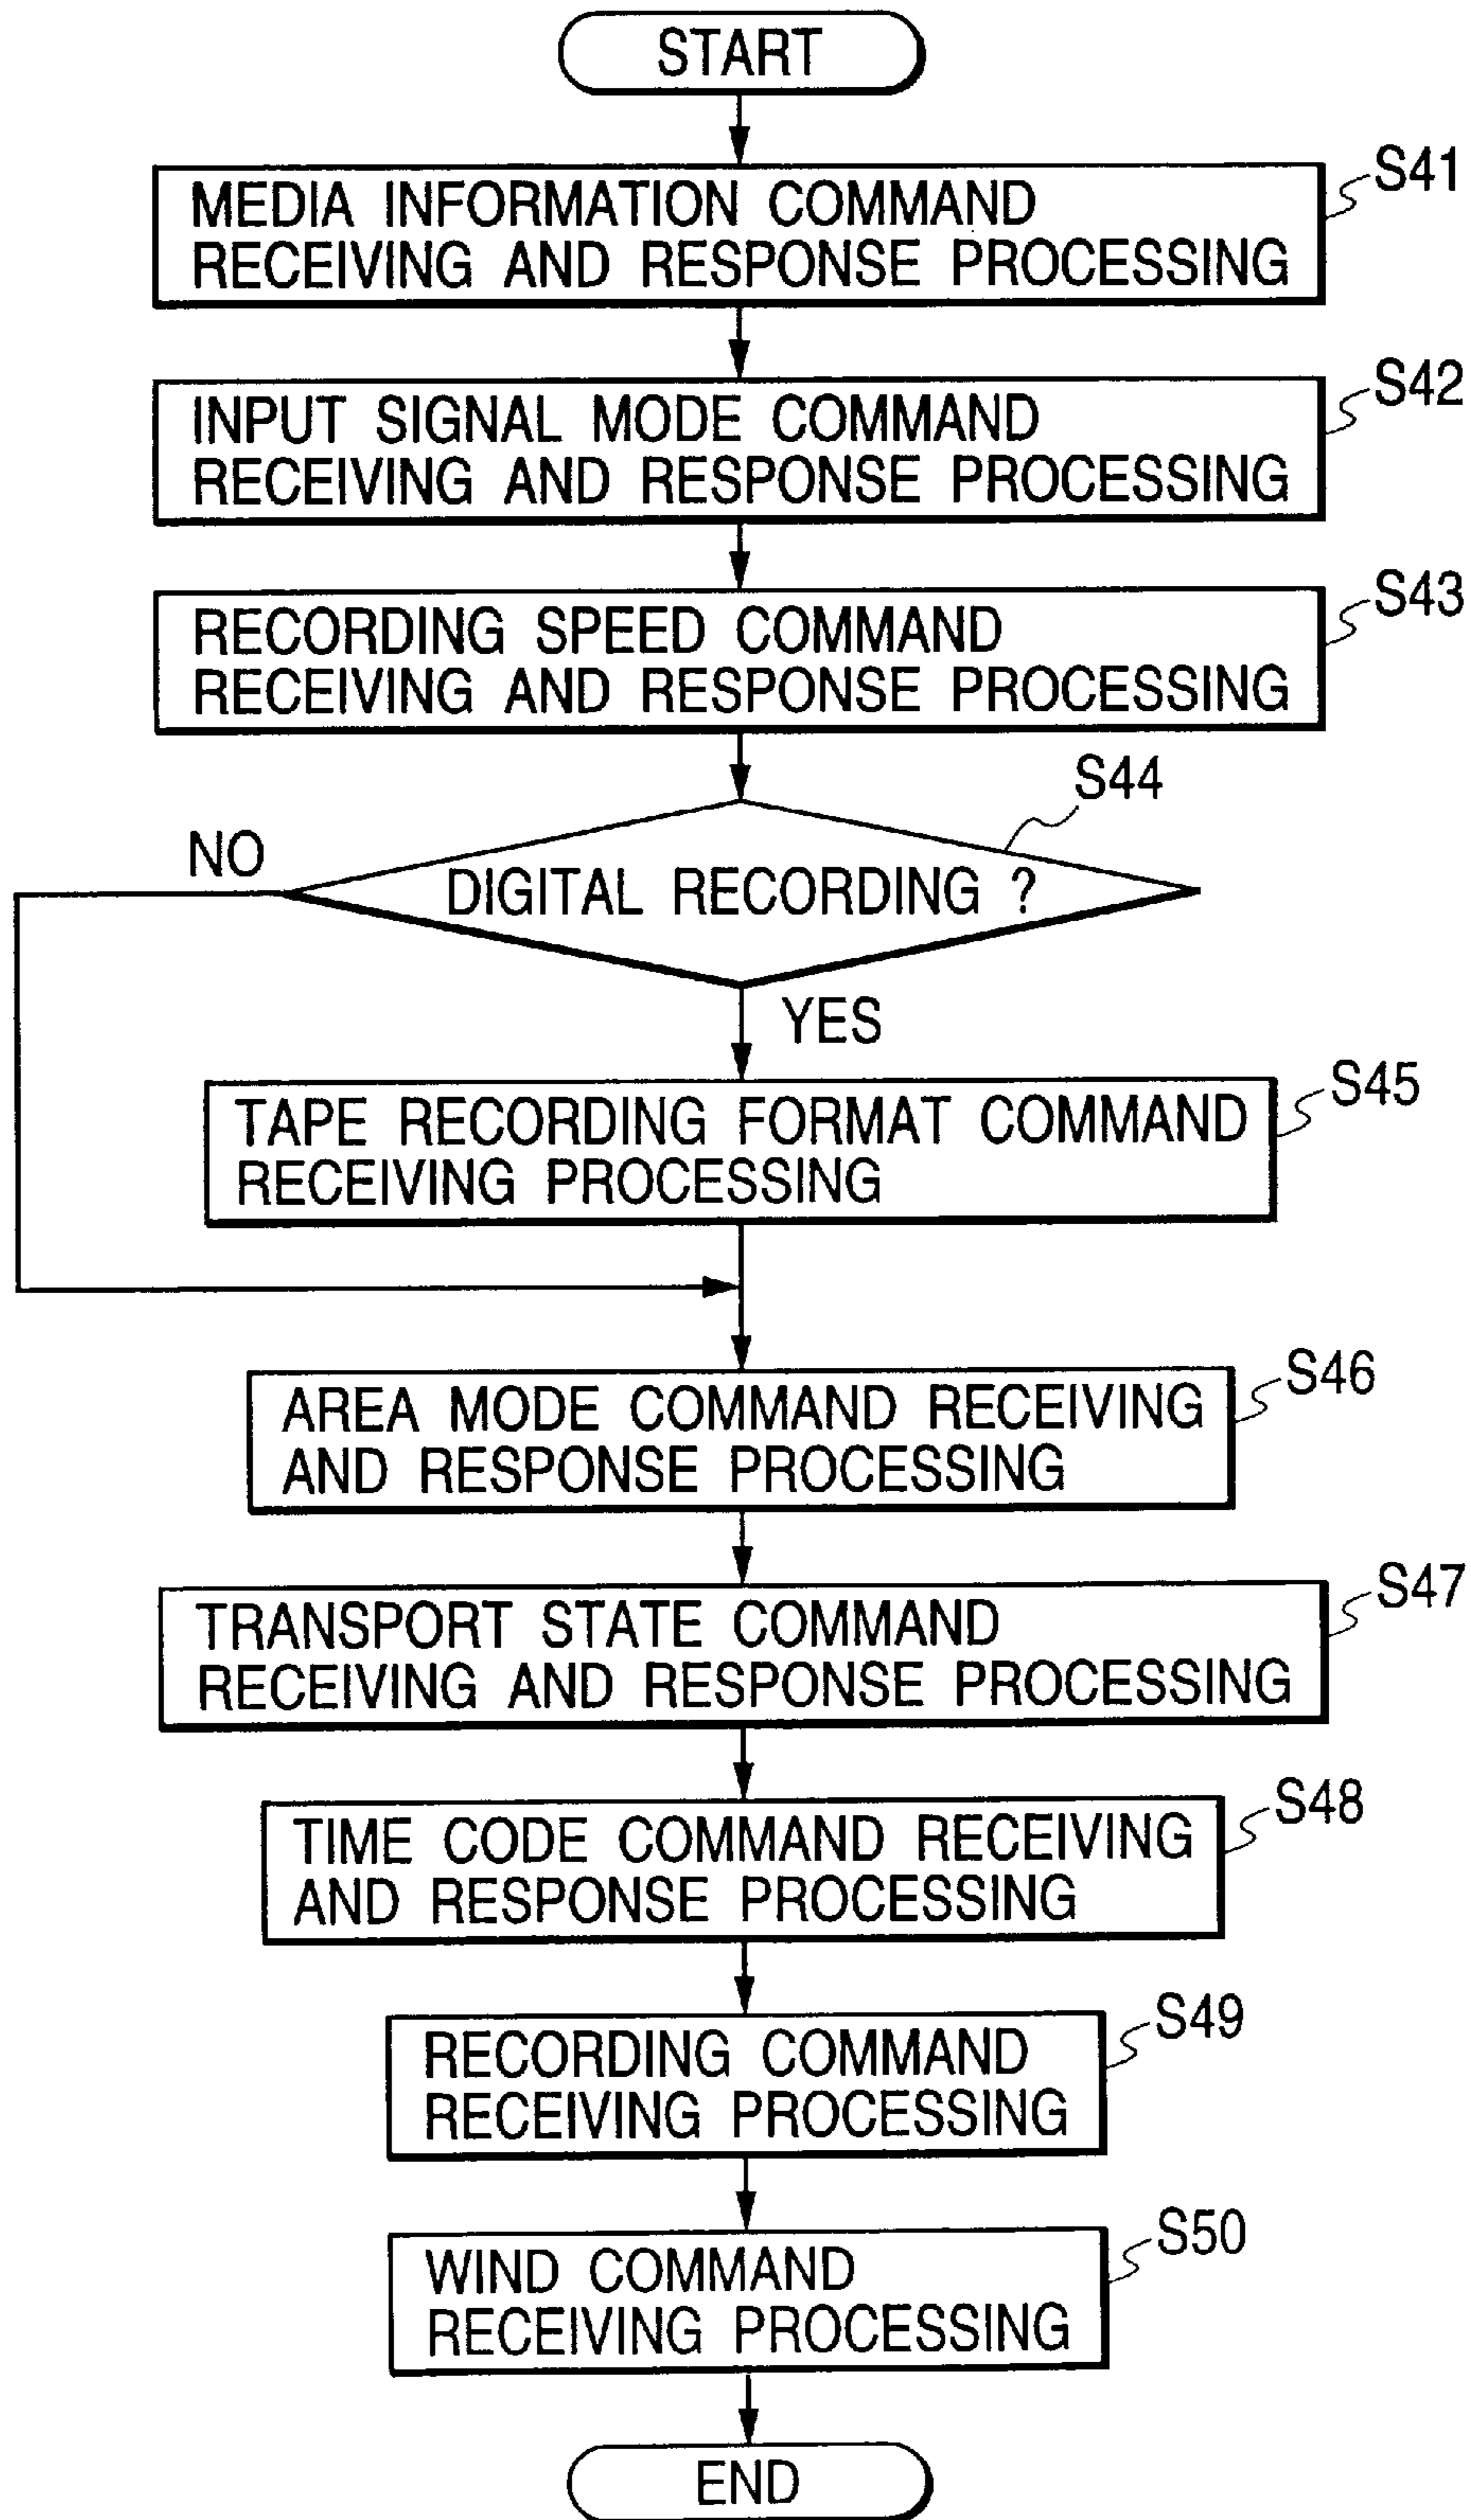 START
S41
MEDIA INFORMATION COMMAND
RECEIVING AND RESPONSE PROCESSING
S42
INPUT SIGNAL MODE COMMAND
RECEIVING AND RESPONSE PROCESSING
S43
RECORDING SPEED COMMAND
RECEIVING AND RESPONSE PROCESSING
S44
NO
DIGITAL RECORDING ?
YES
S45
TAPE RECORDING FORMAT COMMAND
RECEIVING PROCESSING
S46
AREA MODE COMMAND RECEIVING
AND RESPONSE PROCESSING
S47
TRANSPORT STATE COMMAND
RECEIVING AND RESPONSE PROCESSING
S48
TIME CODE COMMAND RECEIVING
AND RESPONSE PROCESSING
S49
RECORDING COMMAND
RECEIVING PROCESSING
S50
WIND COMMAND
RECEIVING PROCESSING
END